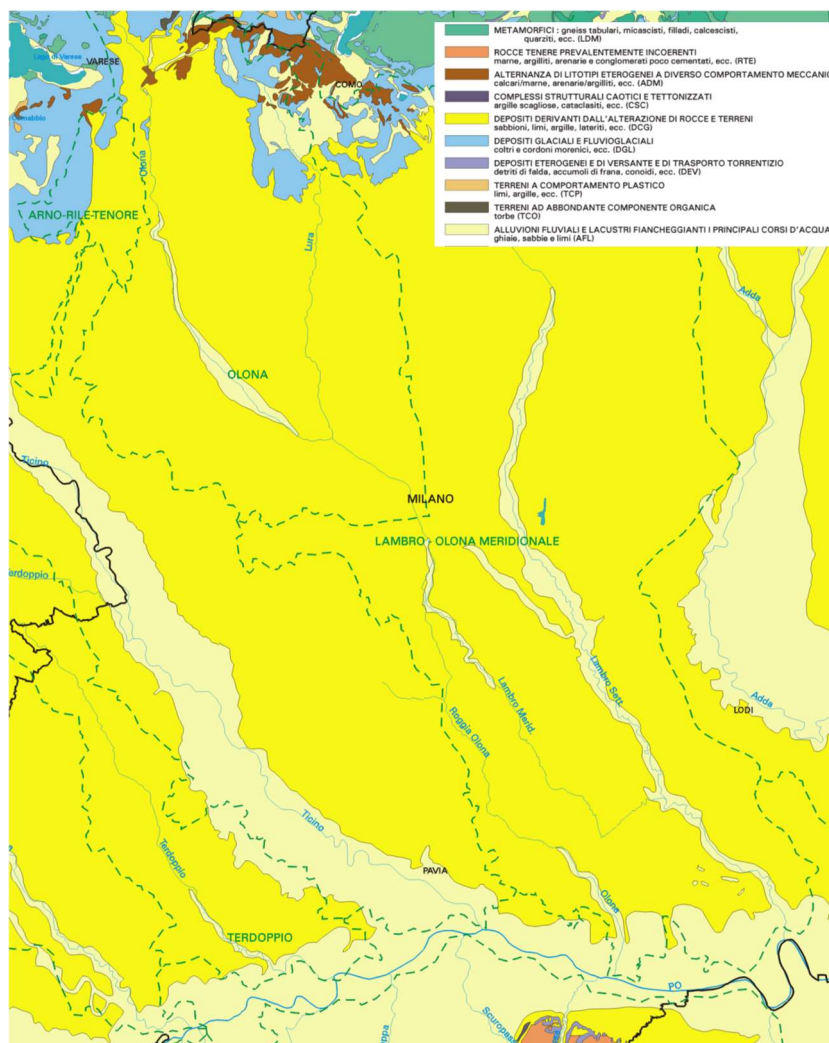 METAMORFICI : gneiss tabulari, micascisti, filladi, calcescisti,
quarziti, ecc. (LDM)
ROCCE TENERE PREVALENTEMENTE INCOERENTI
marne, argilliti, arenarie e conglomerati poco cementati, ecc. (RTE)
ALTERNANZA DI LITOTIPI ETEROGENEI A DIVERSO COMPORTAMENTO MECCANIC
calcari/marne, arenarie/argilliti, ecc. (ADM)
COMPLESSI STRUTTURALI CAOTICI E TETTONIZZATI
argille scagliose, cataclasiti, ecc. (CSC)
DEPOSITI DERIVANTI DALL'ALTERAZIONE DI ROCCE E TERRENI
sabbioni, limi, argille, lateriti, ecc. (DCG)
DEPOSITI GLACIALI E FLUVIOGLACIALI
coltri e cordoni morenici, ecc. (DGL)
DEPOSITI ETEROGENEI E DI VERSANTE E DI TRASPORTO TORRENTIZIO
detriti di falda, accumuli di frana, conoidi, ecc. (DEV)
TERRENI A COMPORTAMENTO PLASTICO
limi, argille, ecc. (TCP)
TERRENI AD ABBONDANTE COMPONENTE ORGANICA
torbe (TCO)
ALLUVIONI FLUVIALI E LACUSTRI FIANCHEGGIANTI I PRINCIPALI CORSI D'ACQUA
ghiaie, sabbie e limi (AFL)
Lago di Varese
VARESE
COMO
Olona
ARNO-RILE-TENORE
Lura
Adda
OLONA
Ticino
MILANO
LAMBRO - OLONA MERIDIONALE
Terdoppio
Lambro Sett.
Lambro Merid.
Adda
LODI
Roggia Olona
Ticino
Terdoppio
PAVIA
Olona
TERDOPPIO
PO
Scuropass